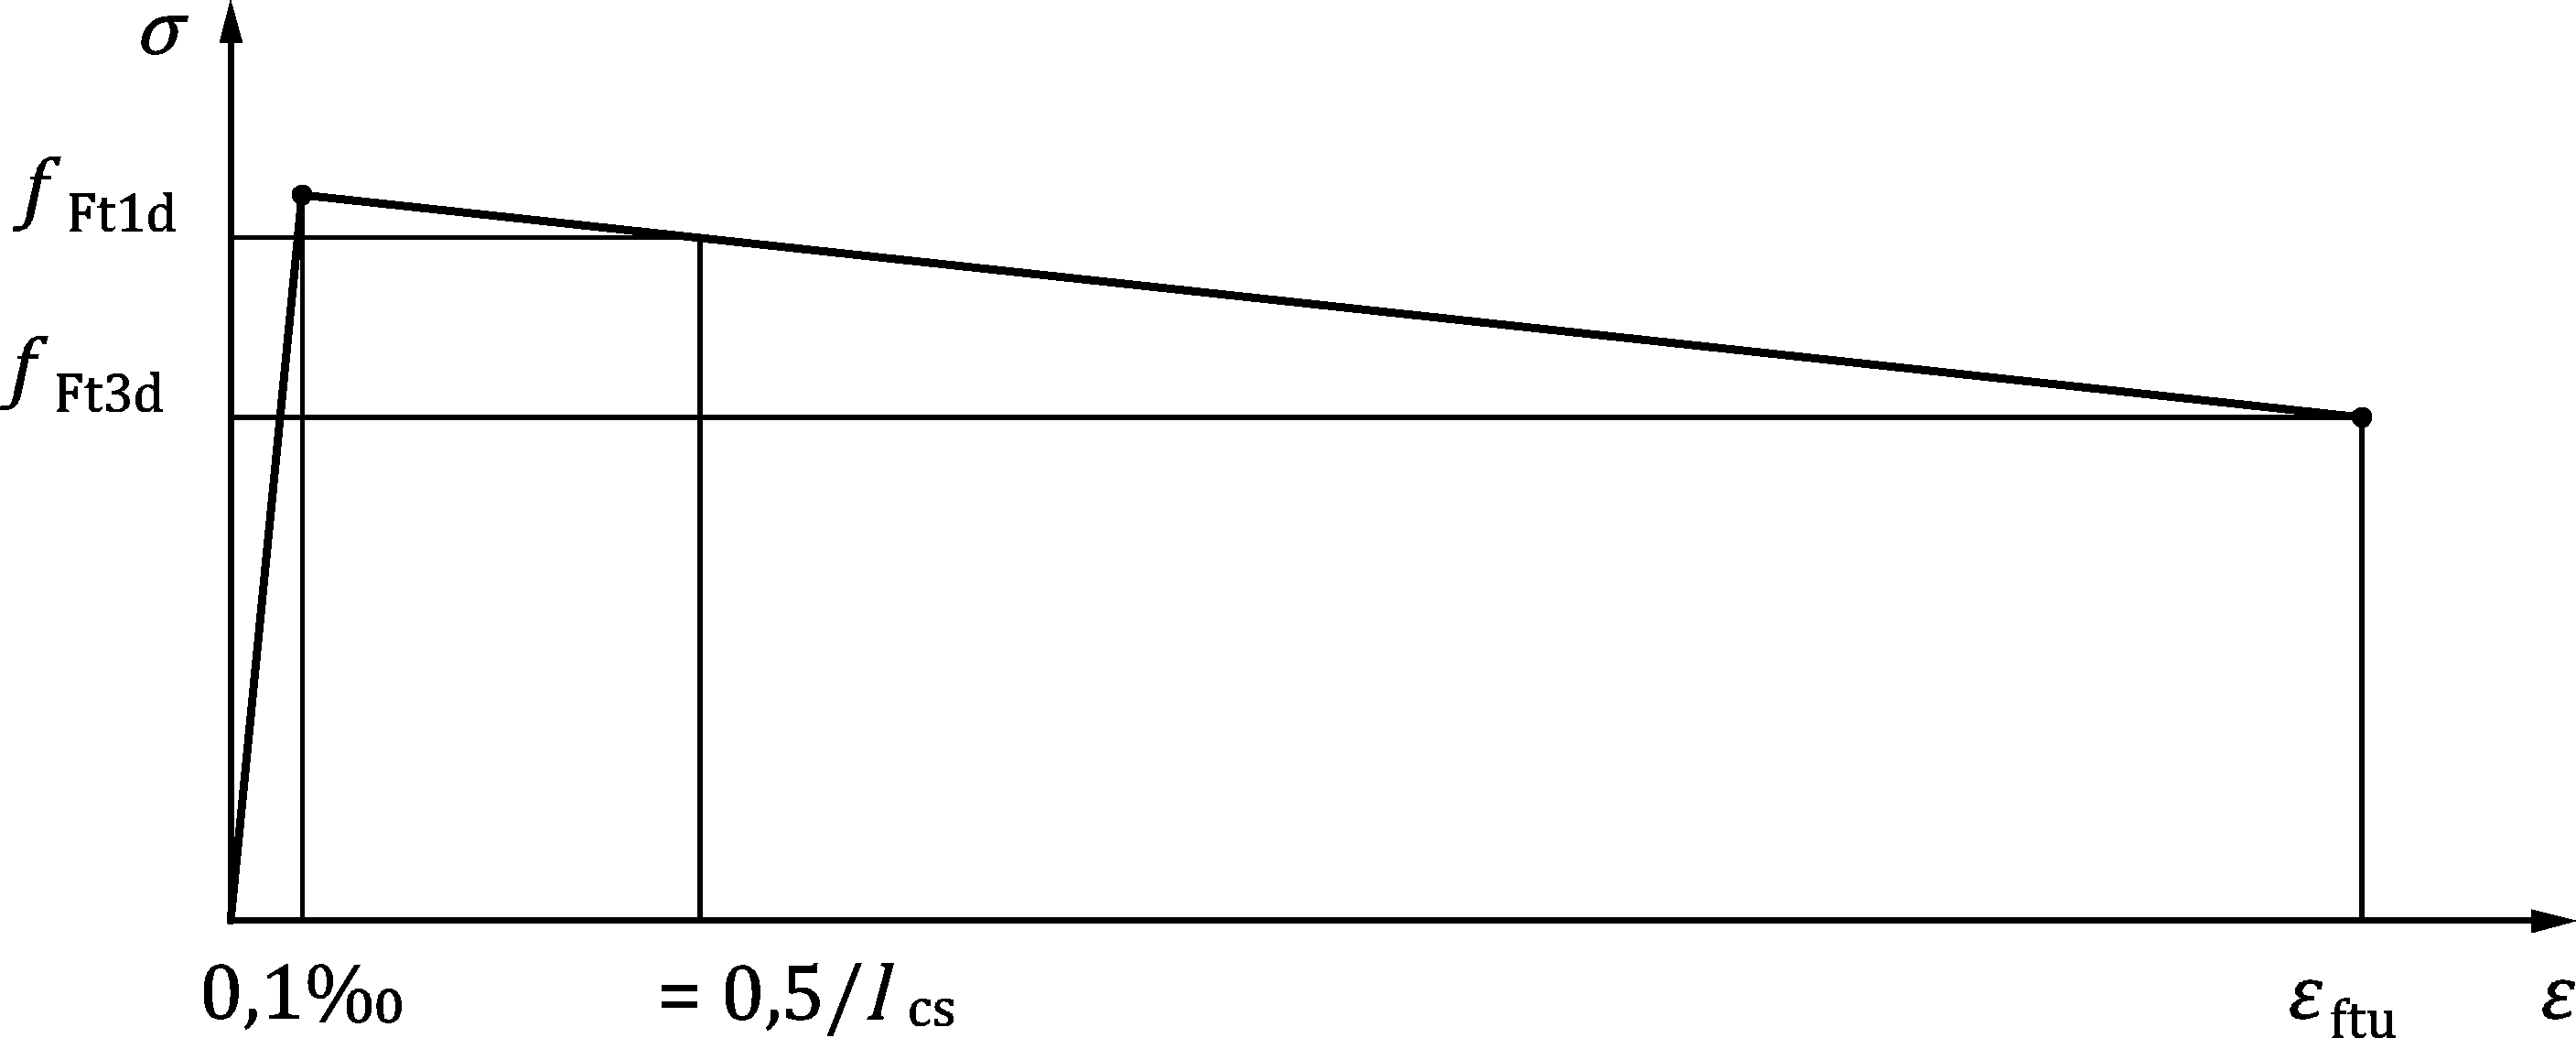 σ
f Ft1d
f Ft3d
0,1‰ = 0,5/l cs ε ftu ε